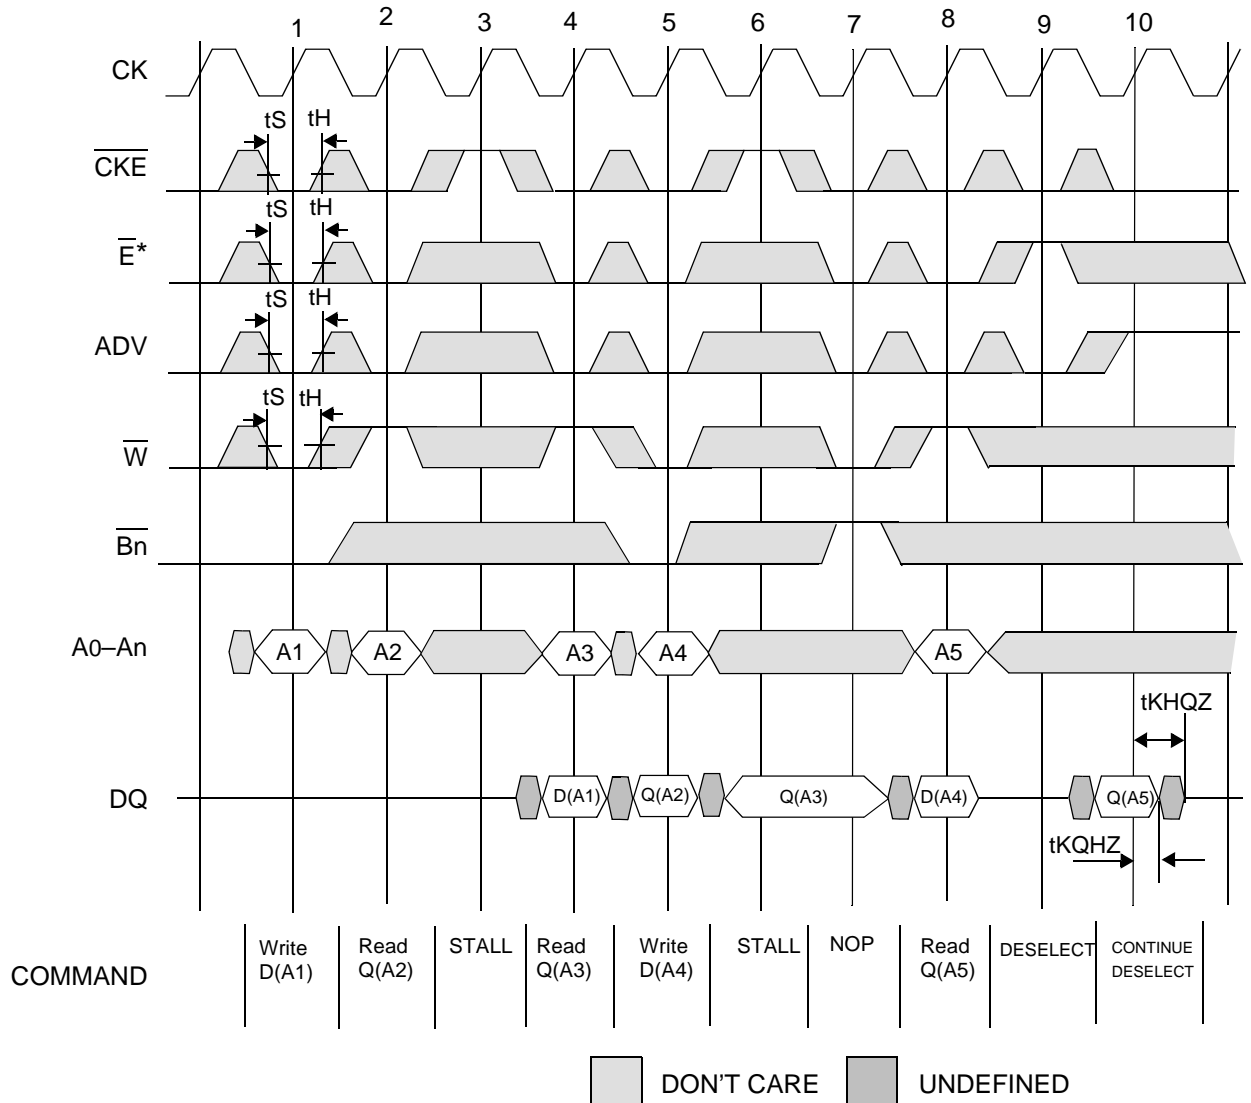 1 2 3 4 5 6 7 8 9 10
CK
tS tH
CKE
tS tH
E*
tS tH
ADV
tS tH
W
Bn
A0–An
A1 A2 A3 A4 A5
tKHQZ
DQ
D(A1) Q(A2) Q(A3) D(A4) Q(A5)
tKQHZ
COMMAND
Write D(A1)
Read Q(A2)
STALL
Read Q(A3)
Write D(A4)
STALL
NOP
Read Q(A5)
DESELECT
CONTINUE DESELECT
DON'T CARE
UNDEFINED